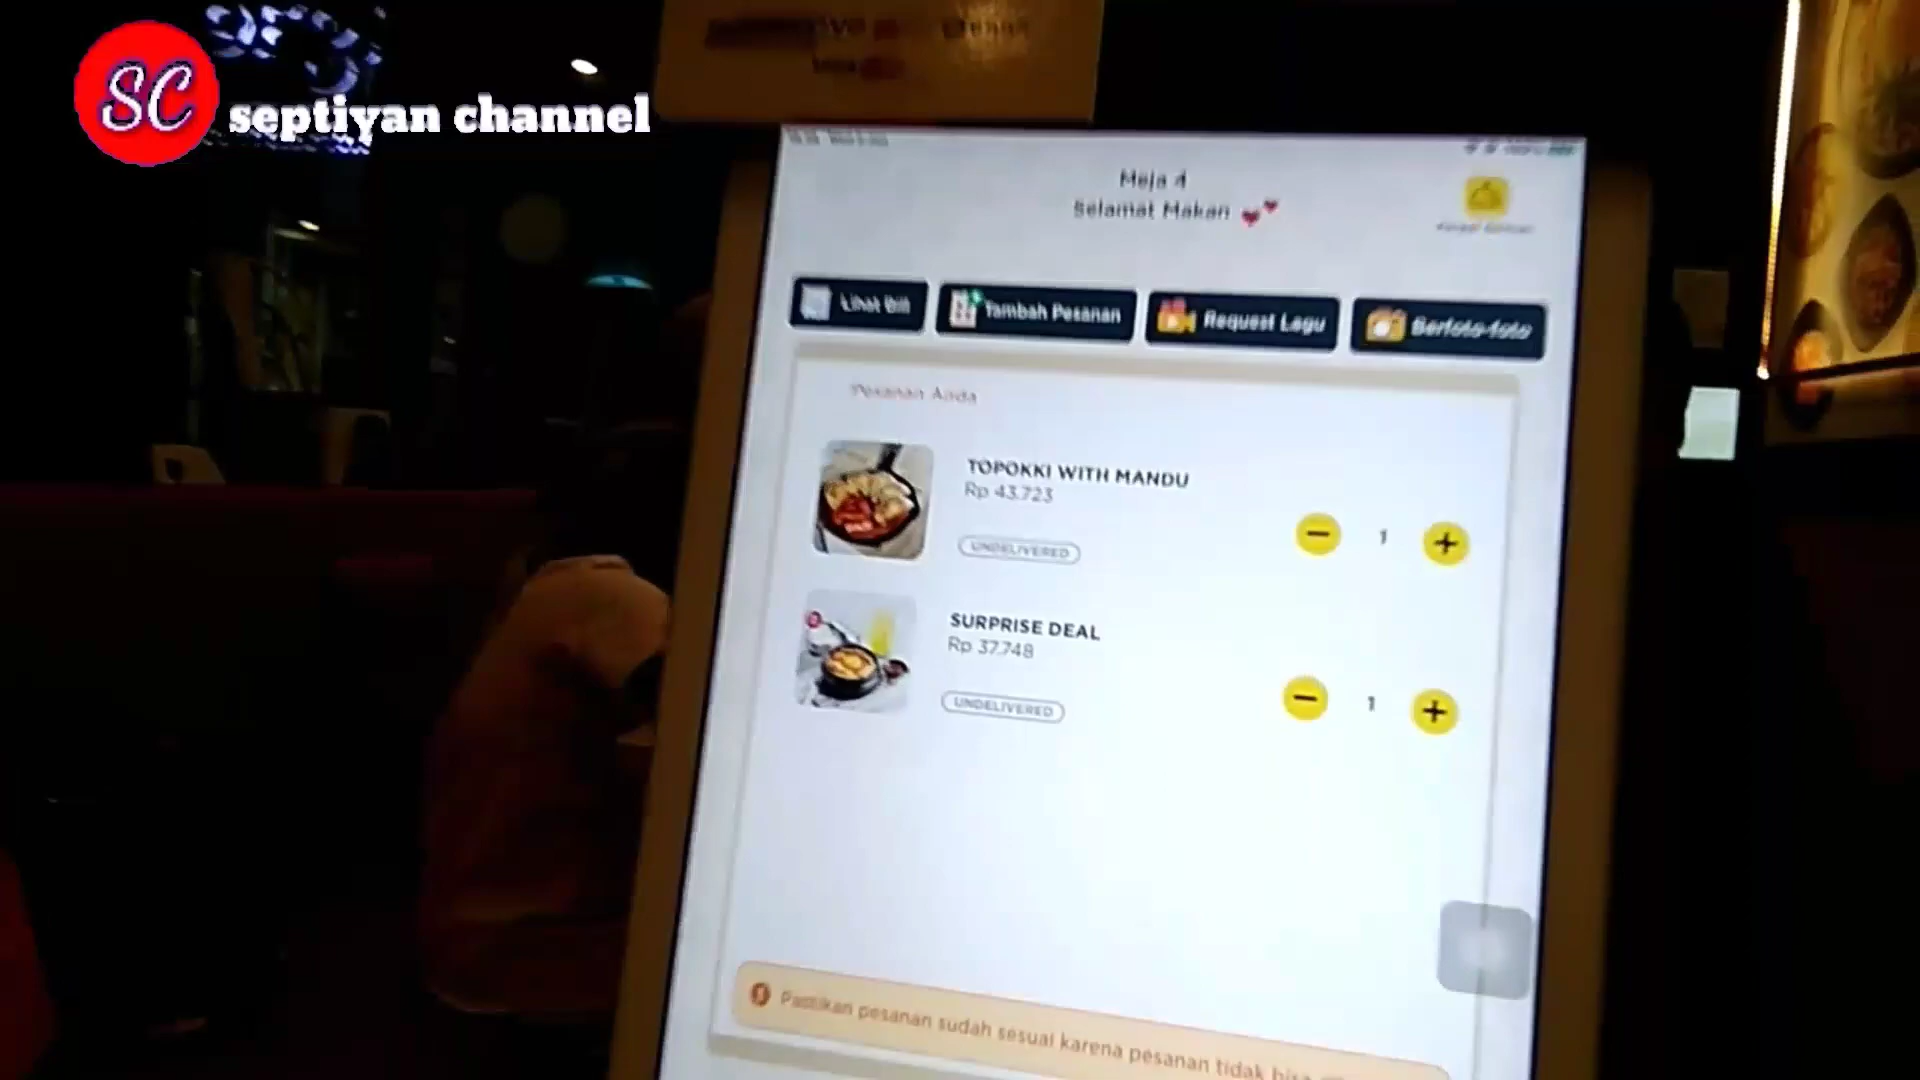 SC septiyan channel
Meja 4
Selamat Makan
Lihat Bill
Tambah Pesanan
Request Lagu
Berfoto-foto
Pesanan Anda
TOPOKKI WITH MANDU
Rp 43.723
UNDELIVERED
1
SURPRISE DEAL
Rp 37.748
UNDELIVERED
1
Pastikan pesanan sudah sesuai karena pesanan tidak bisa